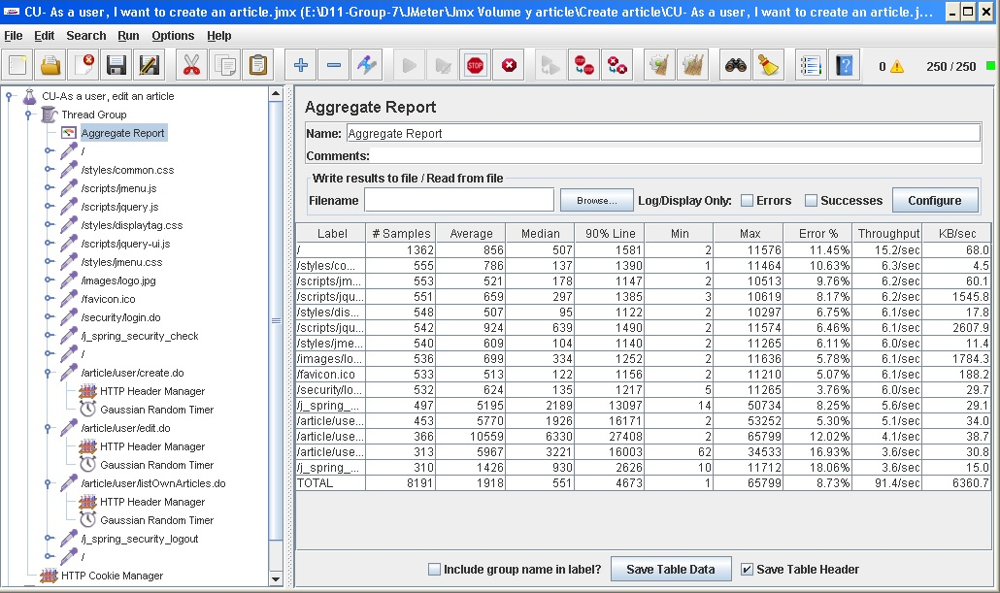 CU- As a user, I want to create an article.jmx (E:\D11-Group-7\JMeter\Jmx Volume y article\Create article\CU- As a user, I want to create an article.j...
File Edit Search Run Options Help
0 250 / 250
CU-As a user, edit an article
Thread Group
Aggregate Report
/
/styles/common.css
/scripts/jmenu.js
/scripts/jquery.js
/styles/displaytag.css
/scripts/jquery-ui.js
/styles/jmenu.css
/images/logo.jpg
/favicon.ico
/security/login.do
/j_spring_security_check
/
/article/user/create.do
HTTP Header Manager
Gaussian Random Timer
/article/user/edit.do
HTTP Header Manager
Gaussian Random Timer
/article/user/listOwnArticles.do
HTTP Header Manager
Gaussian Random Timer
/j_spring_security_logout
/
HTTP Cookie Manager
Aggregate Report
Name: Aggregate Report
Comments:
Write results to file / Read from file
Filename Browse... Log/Display Only: Errors Successes Configure
Label # Samples Average Median 90% Line Min Max Error % Throughput KB/sec
/ 1362 856 507 1581 2 11576 11.45% 15.2/sec 68.0
/styles/co... 555 786 137 1390 1 11464 10.63% 6.3/sec 4.5
/scripts/jm... 553 521 178 1147 2 10513 9.76% 6.2/sec 60.1
/scripts/jqu... 551 659 297 1385 3 10619 8.17% 6.2/sec 1545.8
/styles/dis... 548 507 95 1122 2 10297 6.75% 6.1/sec 17.8
/scripts/jqu... 542 924 639 1490 2 11574 6.46% 6.1/sec 2607.9
/styles/jme... 540 609 104 1140 2 11265 6.11% 6.0/sec 11.4
/images/lo... 536 699 334 1252 2 11636 5.78% 6.1/sec 1784.3
/favicon.ico 533 513 122 1156 2 11210 5.07% 6.1/sec 188.2
/security/lo... 532 624 135 1217 5 11265 3.76% 6.0/sec 29.7
/j_spring_... 497 5195 2189 13097 14 50734 8.25% 5.6/sec 29.1
/article/use... 453 5770 1926 16171 2 53252 5.30% 5.1/sec 34.0
/article/use... 366 10559 6330 27408 2 65799 12.02% 4.1/sec 38.7
/article/use... 313 5967 3221 16003 62 34533 16.93% 3.6/sec 30.8
/j_spring_... 310 1426 930 2626 10 11712 18.06% 3.6/sec 15.0
TOTAL 8191 1918 551 4673 1 65799 8.73% 91.4/sec 6360.7
Include group name in label? Save Table Data Save Table Header